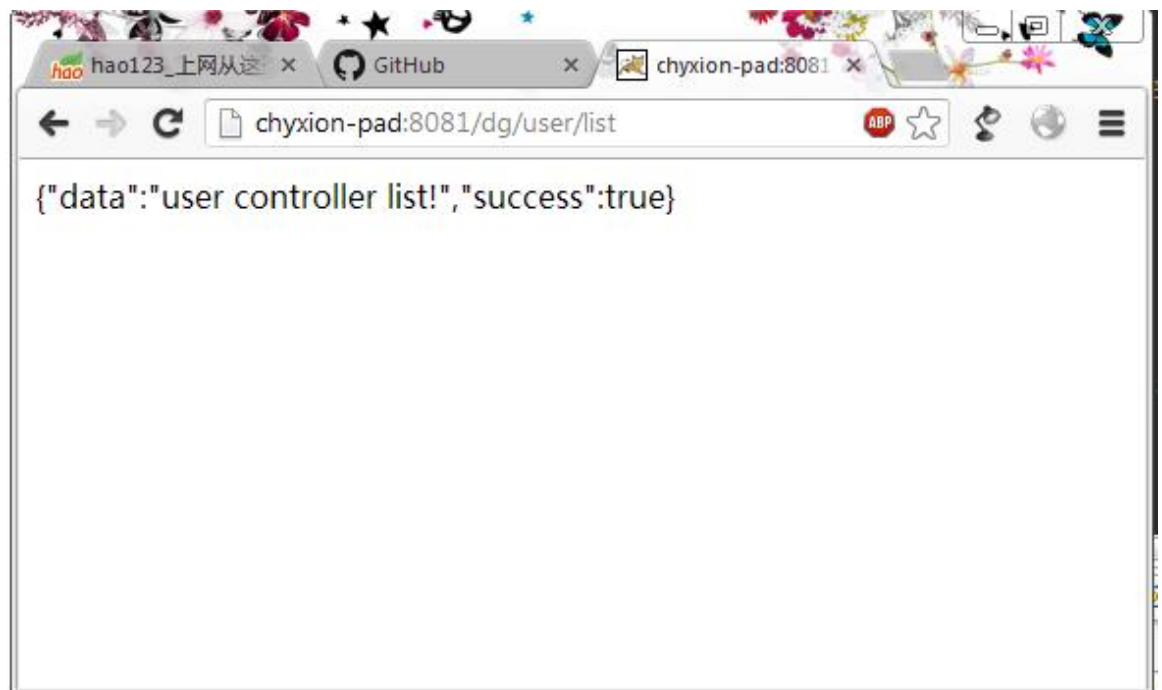 hao hao123_上网从这 GitHub chyxion-pad:8081
chyxion-pad:8081/dg/user/list ABP
{"data":"user controller list!","success":true}